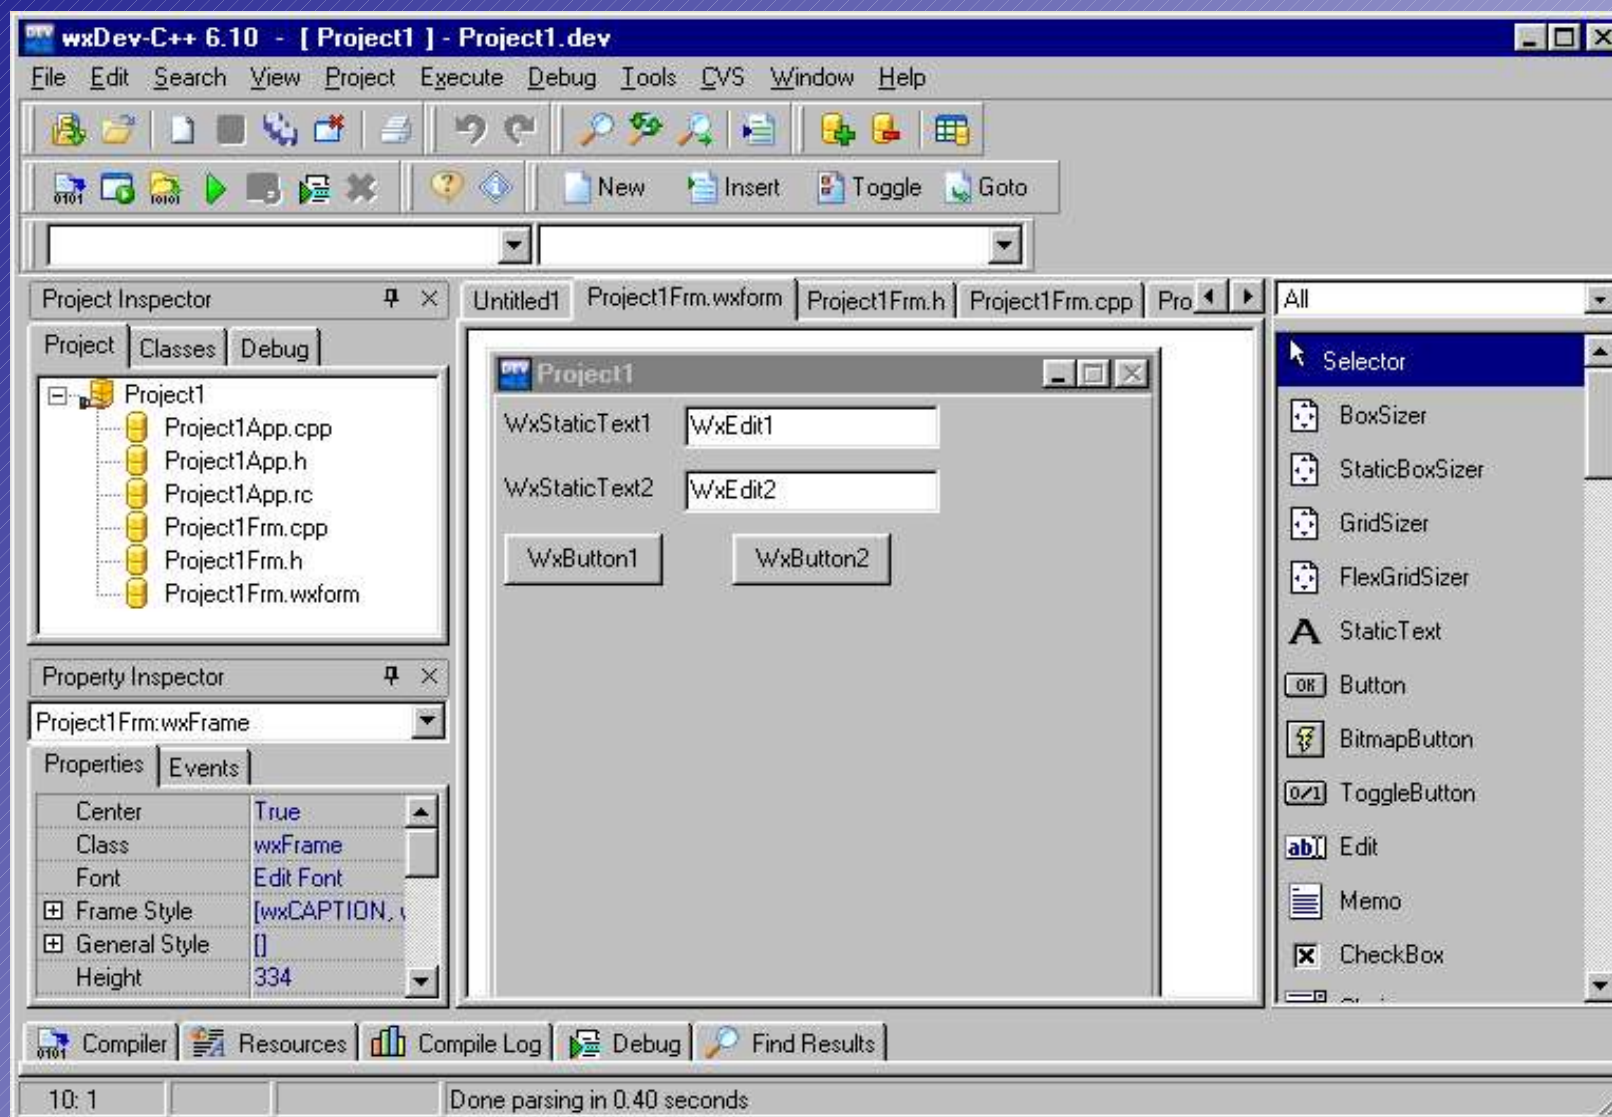 wxDev-C++ 6.10 - [ Project1 ] - Project1.dev
File Edit Search View Project Execute Debug Tools CVS Window Help
New Insert Toggle Goto
Project Inspector
Project Classes Debug
Project1
Project1App.cpp
Project1App.h
Project1App.rc
Project1Frm.cpp
Project1Frm.h
Project1Frm.wxform
Property Inspector
Project1Frm:wxFrame
Properties Events
Center True
Class wxFrame
Font Edit Font
Frame Style [wxCAPTION,
General Style []
Height 334
Untitled1 Project1Frm.wxform Project1Frm.h Project1Frm.cpp Pro
Project1
WxStaticText1 WxEdit1
WxStaticText2 WxEdit2
WxButton1 WxButton2
All
Selector
BoxSizer
StaticBoxSizer
GridSizer
FlexGridSizer
StaticText
Button
BitmapButton
ToggleButton
Edit
Memo
CheckBox
Compiler Resources Compile Log Debug Find Results
10: 1 Done parsing in 0.40 seconds